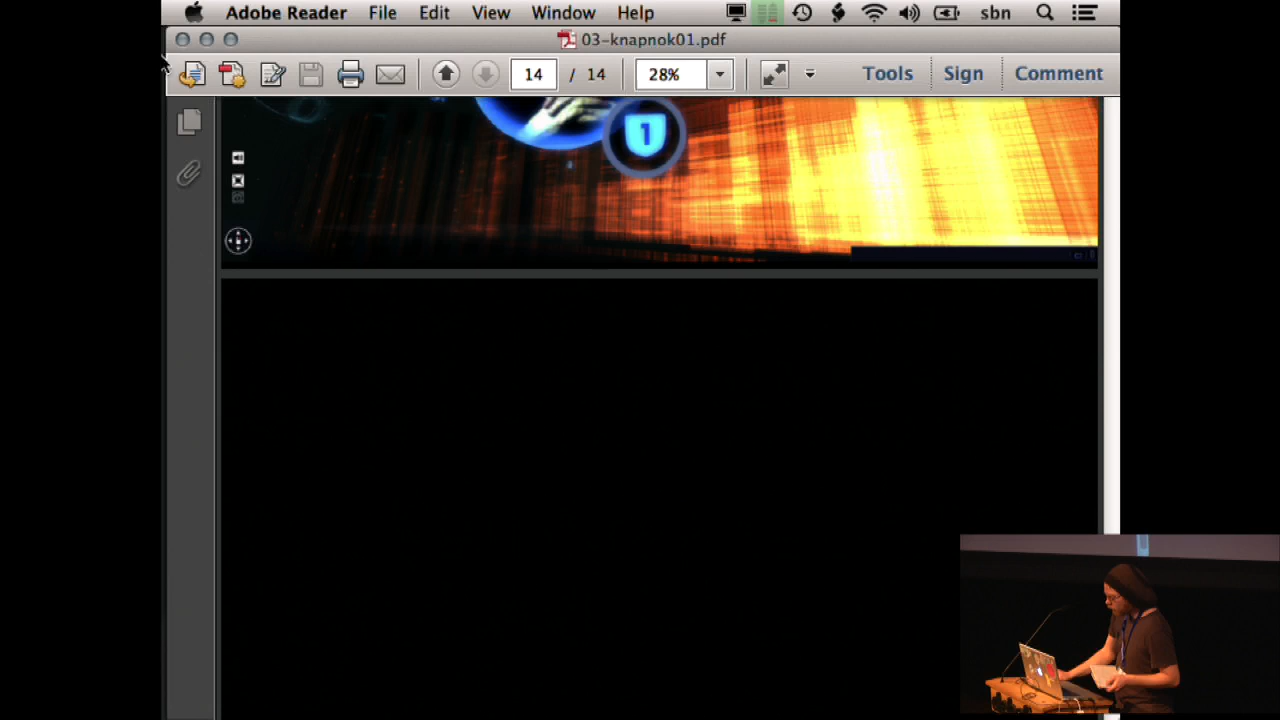 Adobe Reader File Edit View Window Help sbn
03-knapnok01.pdf
14 / 14 28% Tools Sign Comment
1